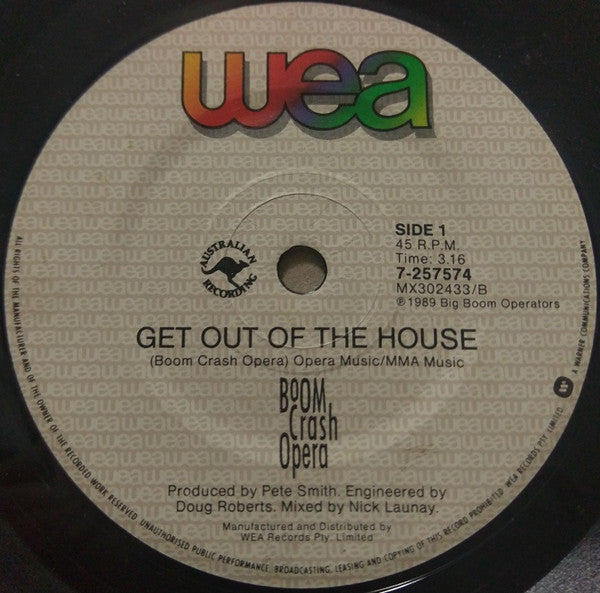 wea
AUSTRALIAN
RECORDING
SIDE 1
45 R.P.M.
Time: 3.16
7-257574
MX302433/B
℗ 1989 Big Boom Operators
GET OUT OF THE HOUSE
(Boom Crash Opera) Opera Music/MMA Music
BOOM
Crash
Opera
Produced by Pete Smith. Engineered by
Doug Roberts. Mixed by Nick Launay.
Manufactured and Distributed by
WEA Records Pty. Limited
ALL RIGHTS OF THE MANUFACTURER AND OF THE OWNER OF THE RECORDED WORK RESERVED. UNAUTHORISED PUBLIC PERFORMANCE, BROADCASTING, LEASING AND COPYING OF THIS RECORD PROHIBITED. WEA RECORDS PTY. LIMITED.
A WARNER COMMUNICATIONS COMPANY